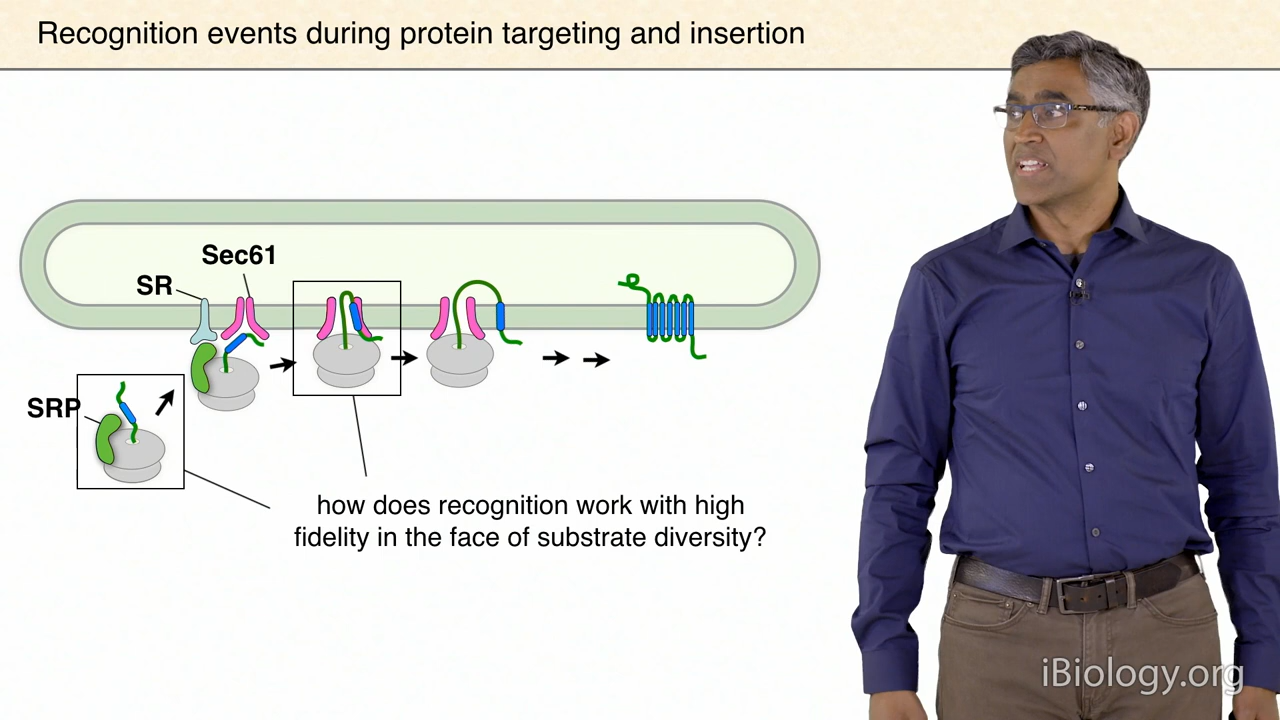 Recognition events during protein targeting and insertion
Sec61
SR
SRP
how does recognition work with high
fidelity in the face of substrate diversity?
iBiology.org